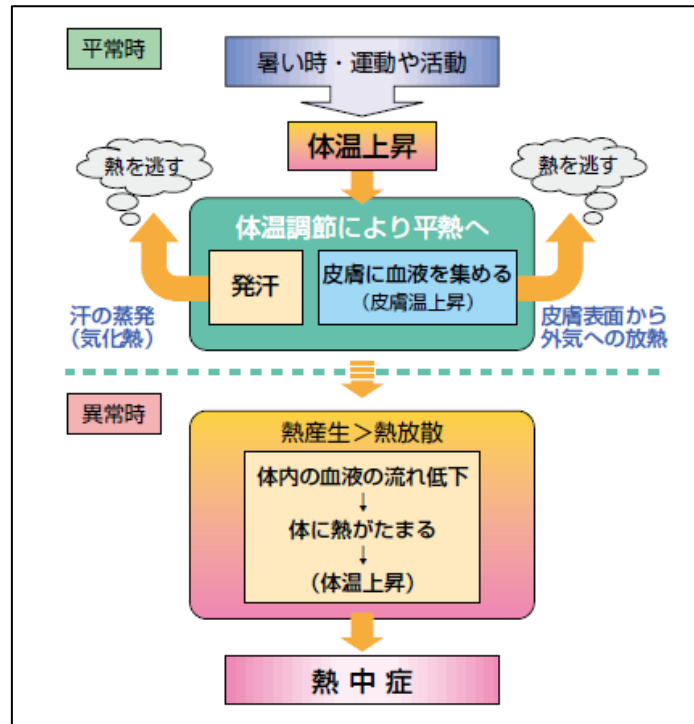 平常時
暑い時・運動や活動
体温上昇
熱を逃す
熱を逃す
体温調節により平熱へ
発汗
皮膚に血液を集める
（皮膚温上昇）
汗の蒸発
（気化熱）
皮膚表面から
外気への放熱
異常時
熱産生＞熱放散
体内の血液の流れ低下
↓
体に熱がたまる
↓
（体温上昇）
熱中症